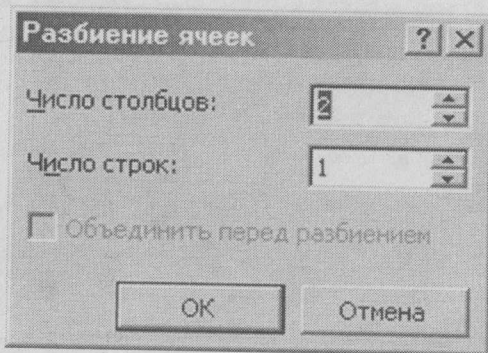 Разбиение ячеек ? ×
Число столбцов: 2
Число строк: 1
Объединить перед разбиением
ОК Отмена